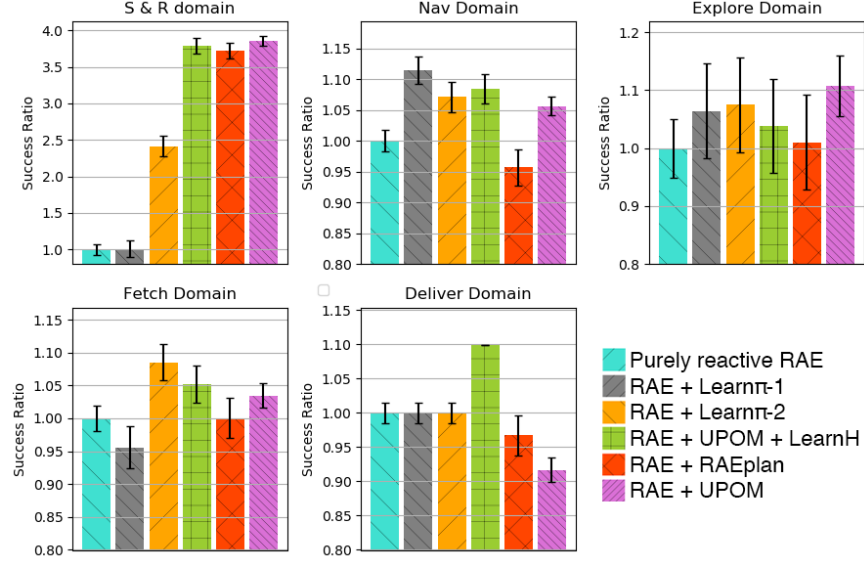 S & R domain
Success Ratio
4.0
3.5
3.0
2.5
2.0
1.5
1.0
Nav Domain
Success Ratio
1.15
1.10
1.05
1.00
0.95
0.90
0.85
0.80
Explore Domain
Success Ratio
1.2
1.1
1.0
0.9
0.8
Fetch Domain
Success Ratio
1.15
1.10
1.05
1.00
0.95
0.90
0.85
0.80
Deliver Domain
Success Ratio
1.15
1.10
1.05
1.00
0.95
0.90
0.85
0.80
Purely reactive RAE
RAE + Learnπ-1
RAE + Learnπ-2
RAE + UPOM + LearnH
RAE + RAEplan
RAE + UPOM